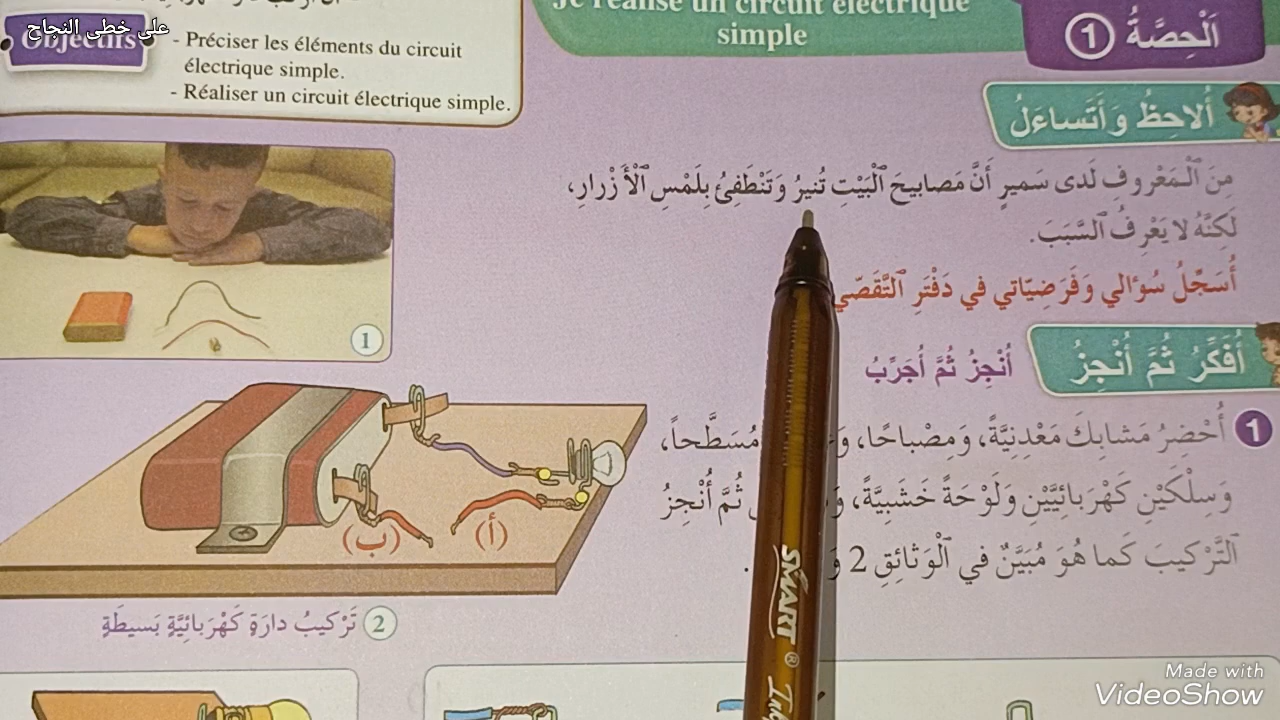 على خطى النجاح
Objectifs
- Préciser les éléments du circuit
électrique simple.
- Réaliser un circuit électrique simple.
Je réalise un circuit électrique
simple
اَلْحِصَّةُ 1
أُلاحِظُ وَأَتَساءَلُ
مِنَ ٱلْمَعْروفِ لَدى سَميرٍ أَنَّ مَصابيحَ ٱلْبَيْتِ تُنيرُ وَتَنْطَفِئُ بِلَمْسِ ٱلْأَزْرارِ،
لَكِنَّهُ لا يَعْرِفُ ٱلسَّبَبَ.
أُسَجِّلُ سُؤالي وَفَرَضِيّاتي في دَفْتَرِ ٱلتَّقَصّي
1
أُفَكِّرُ ثُمَّ أُنْجِزُ
أُنْجِزُ ثُمَّ أُجَرِّبُ
1 أُحْضِرُ مَشابِكَ مَعْدِنِيَّةً، وَمِصْباحًا، مُسَطَّحاً،
وَسِلْكَيْنِ كَهْرَبائِيَّيْنِ وَلَوْحَةً خَشَبِيَّةً، ثُمَّ أُنْجِزُ
ٱلتَّرْكيبَ كَما هُوَ مُبَيَّنٌ في ٱلْوَثائِقِ 2
(أ)
(ب)
2 تَرْكيبُ دارَةٍ كَهْرَبائِيَّةٍ بَسيطَةٍ
SMART
Made with
VideoShow